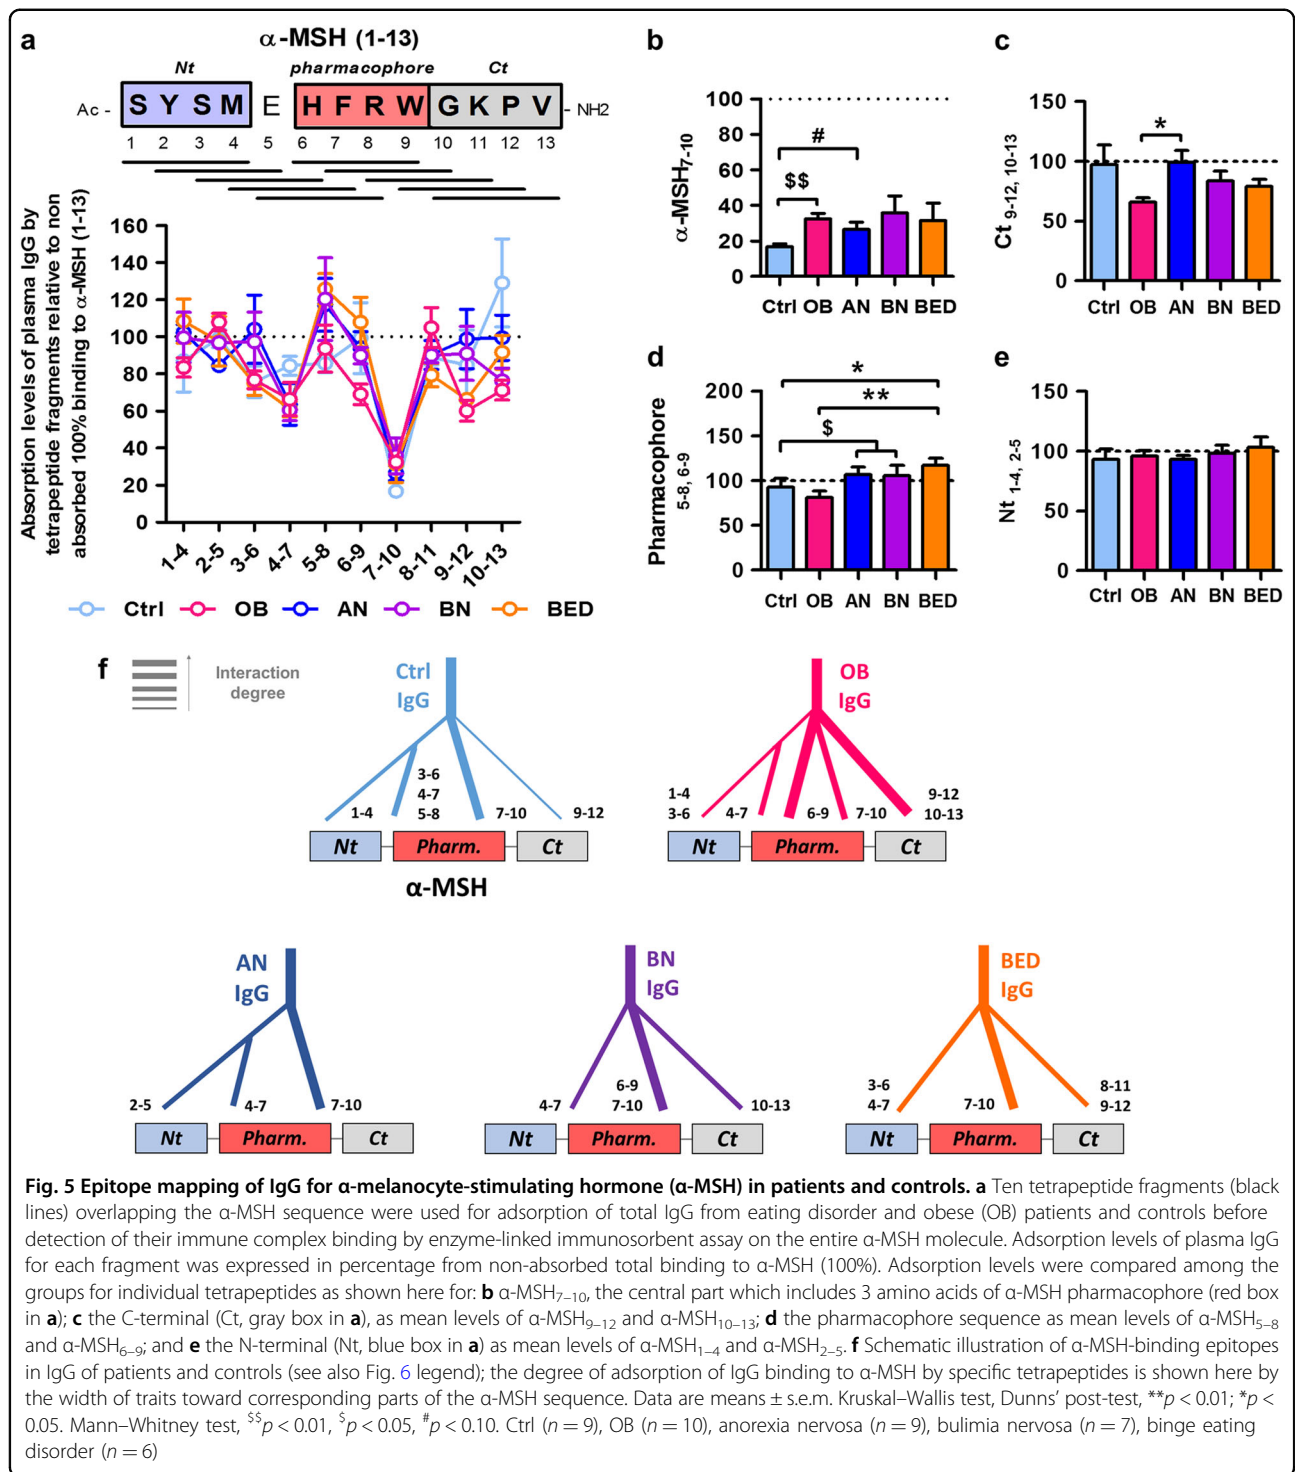 a
α-MSH (1-13)
Nt pharmacophore Ct
Ac - S Y S M E H F R W G K P V - NH2
1 2 3 4 5 6 7 8 9 10 11 12 13
Absorption levels of plasma IgG by
tetrapeptide fragments relative to non
absorbed 100% binding to α-MSH (1-13)
160
140
120
100
80
60
40
20
0
1-4 2-5 3-6 4-7 5-8 6-9 7-10 8-11 9-12 10-13
Ctrl OB AN BN BED
b
α-MSH7-10
100
80
60
40
20
0
#
$$
Ctrl OB AN BN BED
c
Ct 9-12, 10-13
150
100
50
0
*
Ctrl OB AN BN BED
d
Pharmacophore
5-8, 6-9
200
150
100
50
0
*
**
$
Ctrl OB AN BN BED
e
Nt 1-4, 2-5
150
100
50
0
Ctrl OB AN BN BED
f
Interaction
degree
Ctrl
IgG
1-4
3-6
4-7
5-8
7-10
9-12
Nt Pharm. Ct
α-MSH
OB
IgG
1-4
3-6
4-7
6-9
7-10
9-12
10-13
Nt Pharm. Ct
AN
IgG
2-5
4-7
7-10
Nt Pharm. Ct
BN
IgG
4-7
6-9
7-10
10-13
Nt Pharm. Ct
BED
IgG
3-6
4-7
7-10
8-11
9-12
Nt Pharm. Ct
Fig. 5 Epitope mapping of IgG for α-melanocyte-stimulating hormone (α-MSH) in patients and controls. a Ten tetrapeptide fragments (black
lines) overlapping the α-MSH sequence were used for adsorption of total IgG from eating disorder and obese (OB) patients and controls before
detection of their immune complex binding by enzyme-linked immunosorbent assay on the entire α-MSH molecule. Adsorption levels of plasma IgG
for each fragment was expressed in percentage from non-absorbed total binding to α-MSH (100%). Adsorption levels were compared among the
groups for individual tetrapeptides as shown here for: b α-MSH7–10, the central part which includes 3 amino acids of α-MSH pharmacophore (red box
in a); c the C-terminal (Ct, gray box in a), as mean levels of α-MSH9–12 and α-MSH10–13; d the pharmacophore sequence as mean levels of α-MSH5–8
and α-MSH6–9; and e the N-terminal (Nt, blue box in a) as mean levels of α-MSH1–4 and α-MSH2–5. f Schematic illustration of α-MSH-binding epitopes
in IgG of patients and controls (see also Fig. 6 legend); the degree of adsorption of IgG binding to α-MSH by specific tetrapeptides is shown here by
the width of traits toward corresponding parts of the α-MSH sequence. Data are means ± s.e.m. Kruskal–Wallis test, Dunns’ post-test, **p < 0.01; *p <
0.05. Mann–Whitney test, $$p < 0.01, $p < 0.05, #p < 0.10. Ctrl (n = 9), OB (n = 10), anorexia nervosa (n = 9), bulimia nervosa (n = 7), binge eating
disorder (n = 6)